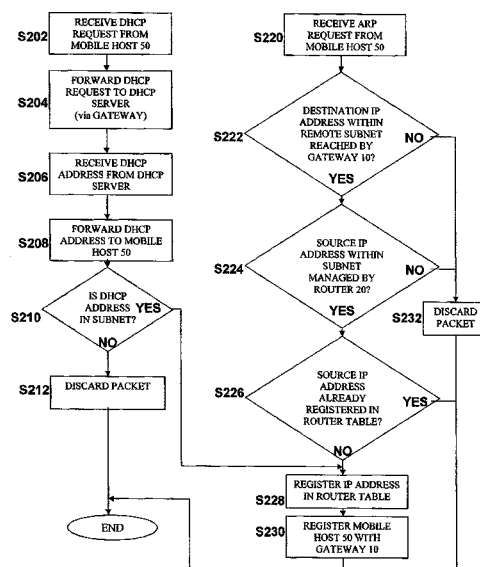 S202
RECEIVE DHCP
REQUEST FROM
MOBILE HOST 50
S204
FORWARD DHCP
REQUEST TO DHCP
SERVER
(via GATEWAY)
S206
RECEIVE DHCP
ADDRESS FROM DHCP
SERVER
S208
FORWARD DHCP
ADDRESS TO MOBILE
HOST 50
S210
IS DHCP
ADDRESS
IN SUBNET?
YES
NO
S212
DISCARD PACKET
END
S220
RECEIVE ARP
REQUEST FROM
MOBILE HOST 50
S222
DESTINATION IP
ADDRESS WITHIN
REMOTE SUBNET
REACHED BY
GATEWAY 10?
NO
YES
S224
SOURCE IP
ADDRESS WITHIN
SUBNET
MANAGED BY
ROUTER 20?
NO
YES
S232
DISCARD
PACKET
S226
SOURCE IP
ADDRESS
ALREADY
REGISTERED IN
ROUTER TABLE?
YES
NO
S228
REGISTER IP ADDRESS
IN ROUTER TABLE
S230
REGISTER MOBILE
HOST 50 WITH
GATEWAY 10